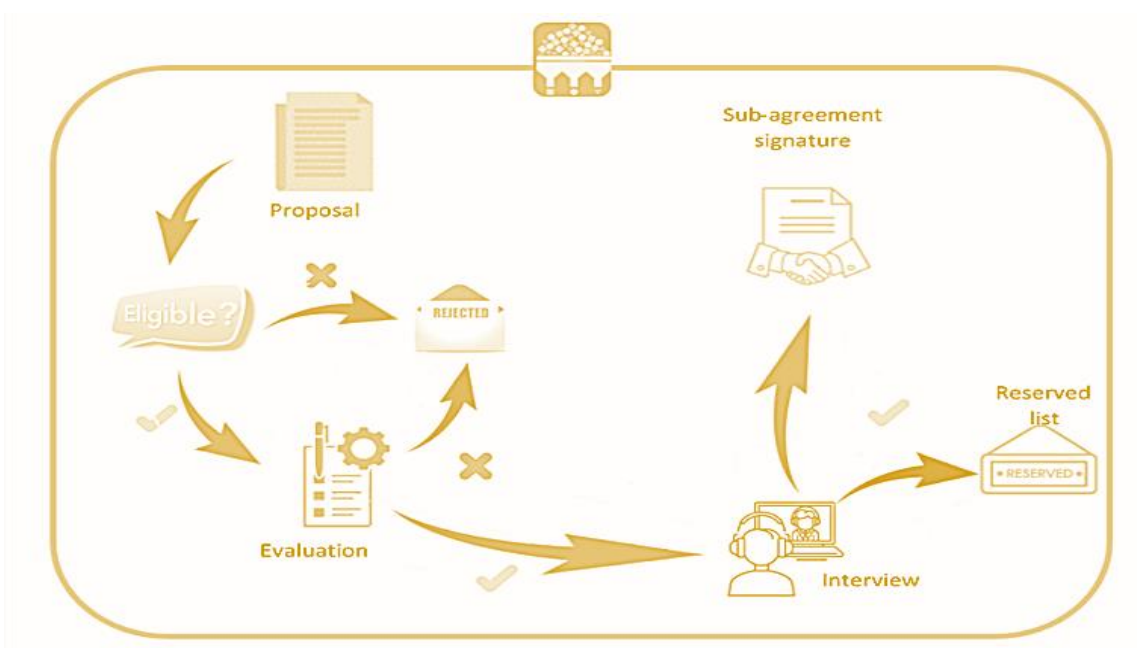 Sub-agreement
signature
Proposal
Eligible?
REJECTED
Reserved
list
RESERVED
Evaluation
Interview